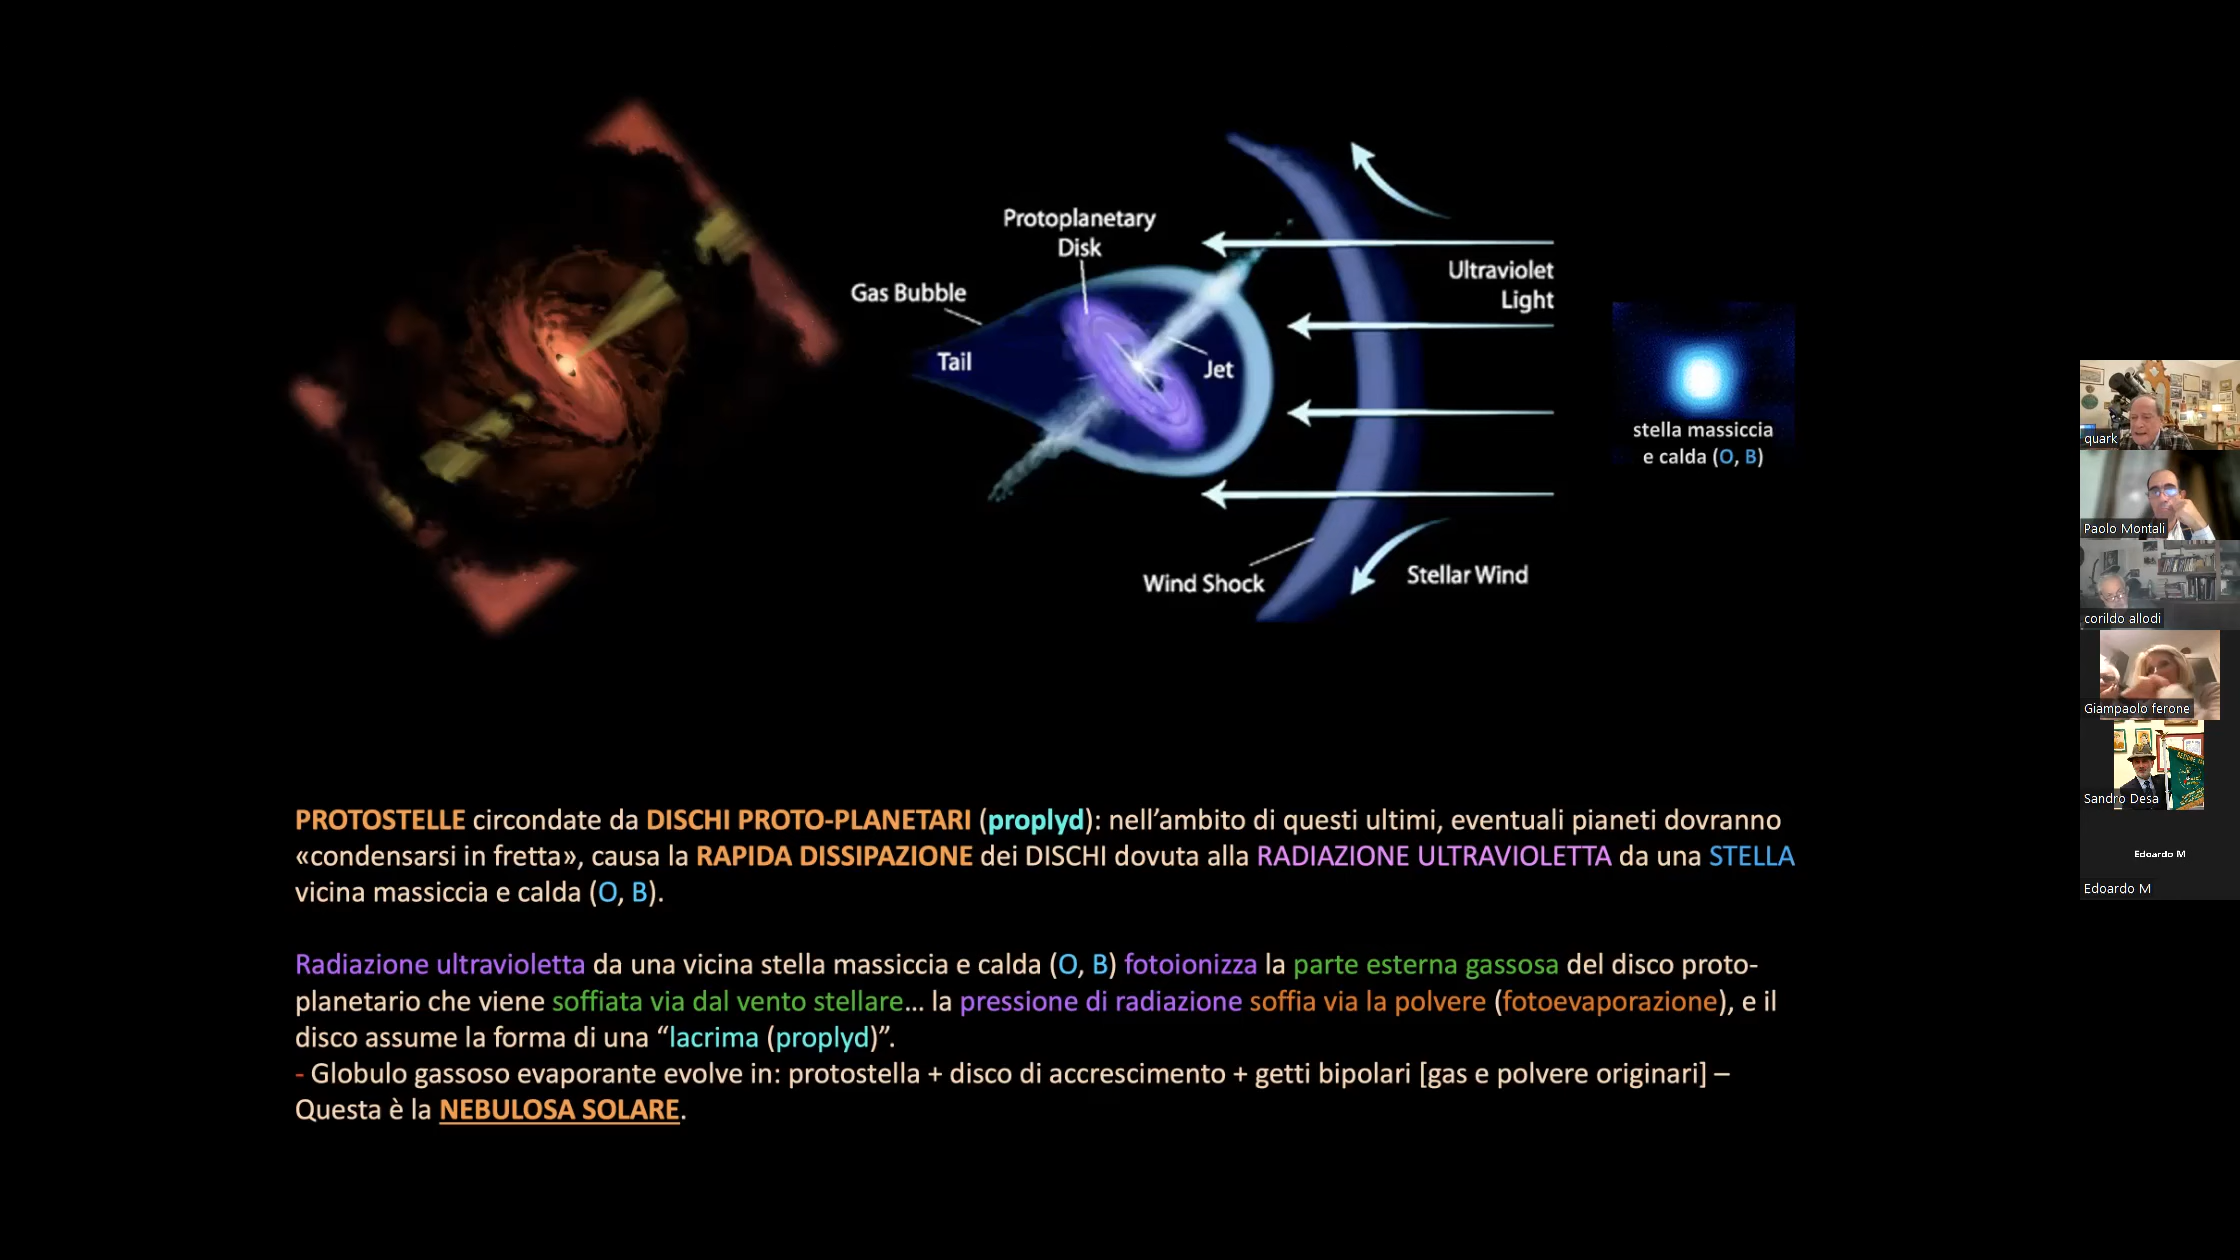 Protoplanetary
Disk
Gas Bubble
Tail
Jet
Ultraviolet
Light
Wind Shock
Stellar Wind
stella massiccia
e calda (O, B)
PROTOSTELLE circondate da DISCHI PROTO-PLANETARI (proplyd): nell’ambito di questi ultimi, eventuali pianeti dovranno
«condensarsi in fretta», causa la RAPIDA DISSIPAZIONE dei DISCHI dovuta alla RADIAZIONE ULTRAVIOLETTA da una STELLA
vicina massiccia e calda (O, B).
Radiazione ultravioletta da una vicina stella massiccia e calda (O, B) fotoionizza la parte esterna gassosa del disco proto-
planetario che viene soffiata via dal vento stellare… la pressione di radiazione soffia via la polvere (fotoevaporazione), e il
disco assume la forma di una “lacrima (proplyd)”.
- Globulo gassoso evaporante evolve in: protostella + disco di accrescimento + getti bipolari [gas e polvere originari] –
Questa è la NEBULOSA SOLARE.
quark
Paolo Montali
corildo allodi
Giampaolo ferone
Sandro Desa
Edoardo M
Edoardo M